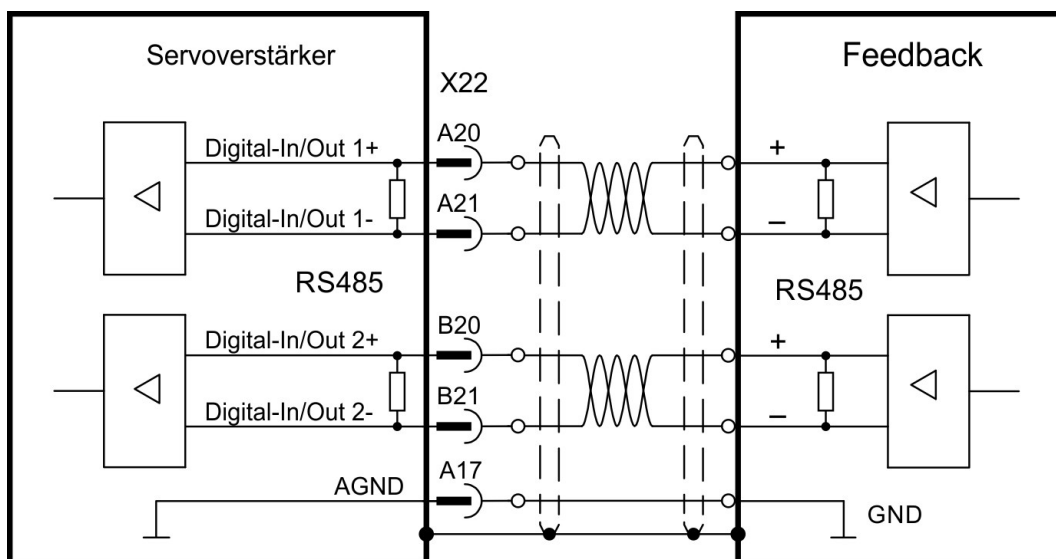 Servoverstärker
Feedback
X22
A20
Digital-In/Out 1+
+
A21
Digital-In/Out 1-
–
RS485
RS485
B20
Digital-In/Out 2+
+
B21
Digital-In/Out 2-
–
A17
AGND
GND